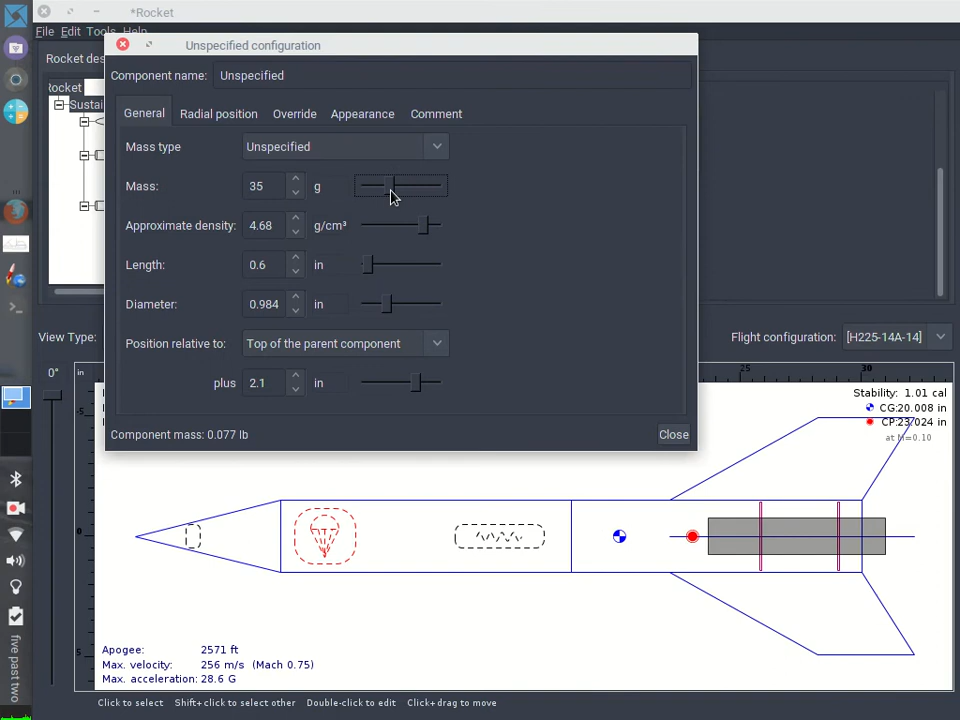 *Rocket
File Edit Tools Help
Unspecified configuration
Rocket des
Component name: Unspecified
Rocket
Sustai
General Radial position Override Appearance Comment
Mass type Unspecified
Mass: 35 g
Approximate density: 4.68 g/cm³
Length: 0.6 in
Diameter: 0.984 in
View Type: Flight configuration: [H225-14A-14]
Position relative to: Top of the parent component
0° in 25 30
plus 2.1 in
Stability: 1.01 cal
CG:20.008 in
CP:23.024 in
at M=0.10
Component mass: 0.077 lb Close
-5
0
5
Apogee: 2571 ft
Max. velocity: 256 m/s (Mach 0.75)
Max. acceleration: 28.6 G
Click to select Shift+click to select other Double-click to edit Click+drag to move
five past two